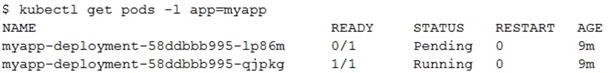 $ kubectl get pods -l app=myapp
NAME READY STATUS RESTART AGE
myapp-deployment-58ddbbb995-lp86m 0/1 Pending 0 9m
myapp-deployment-58ddbbb995-qjpkg 1/1 Running 0 9m